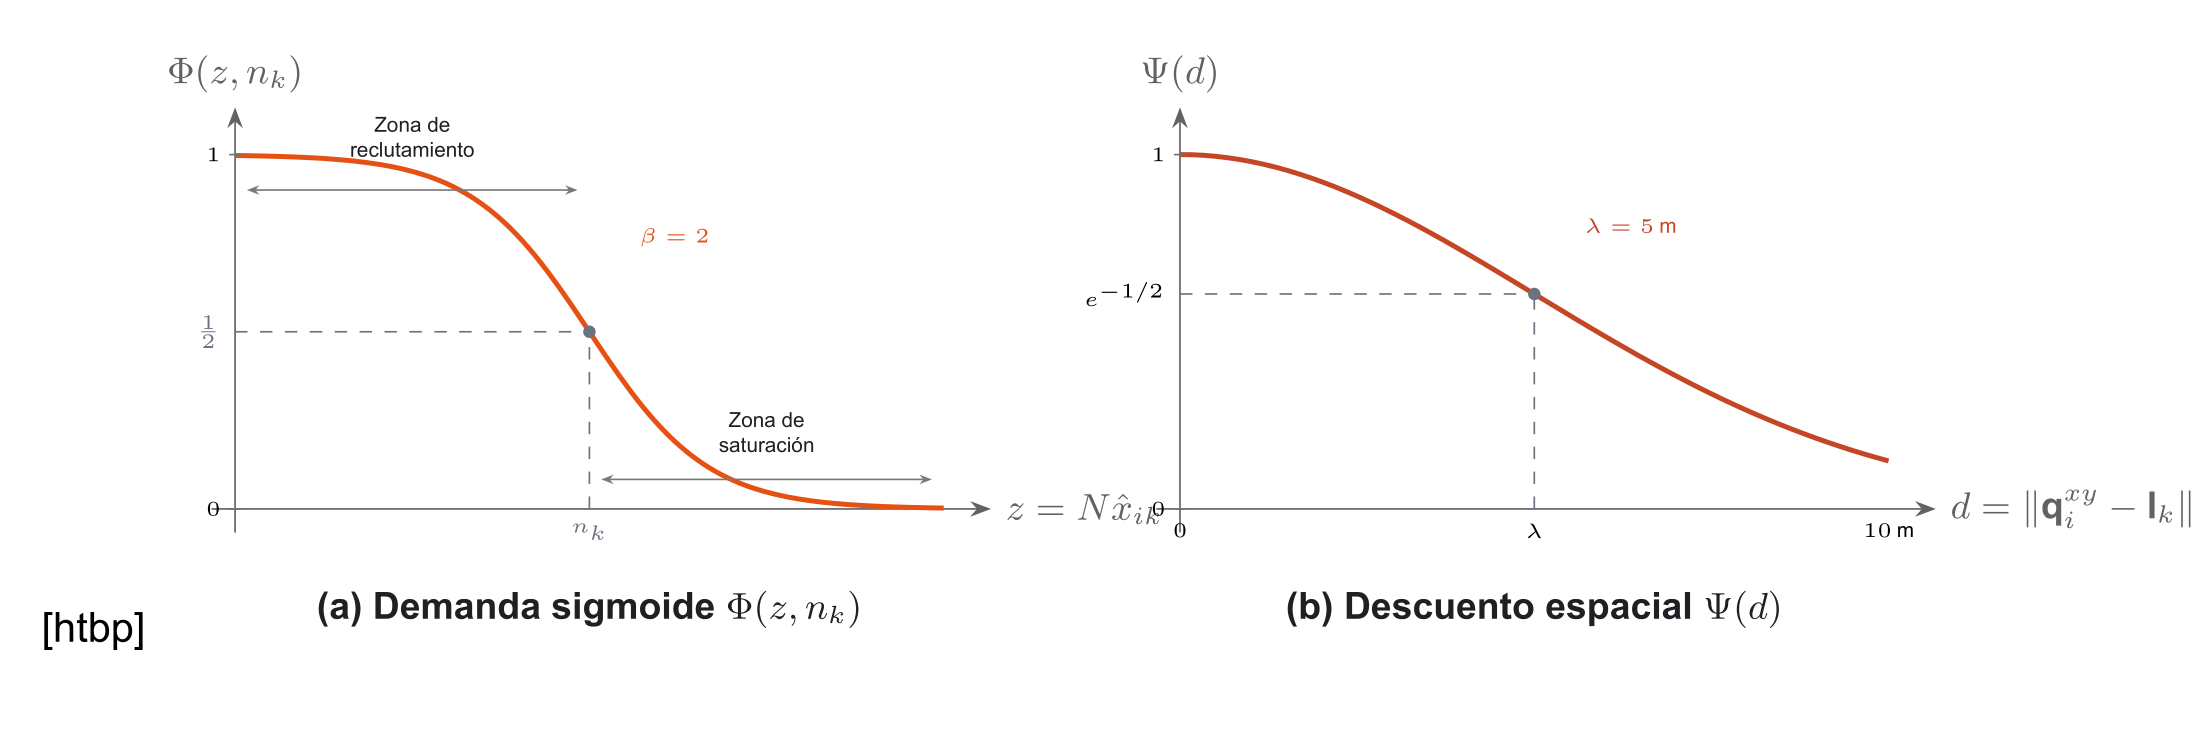 Φ(z, n_k)
Zona de
reclutamiento
1
β = 2
1/2
Zona de
saturación
0
n_k
z = Nx̂_{ik}
(a) Demanda sigmoide Φ(z, n_k)
Ψ(d)
1
λ = 5 m
e^{−1/2}
0
0
λ
10 m
d = ‖q_i^{xy} − l_k‖
(b) Descuento espacial Ψ(d)
[htbp]